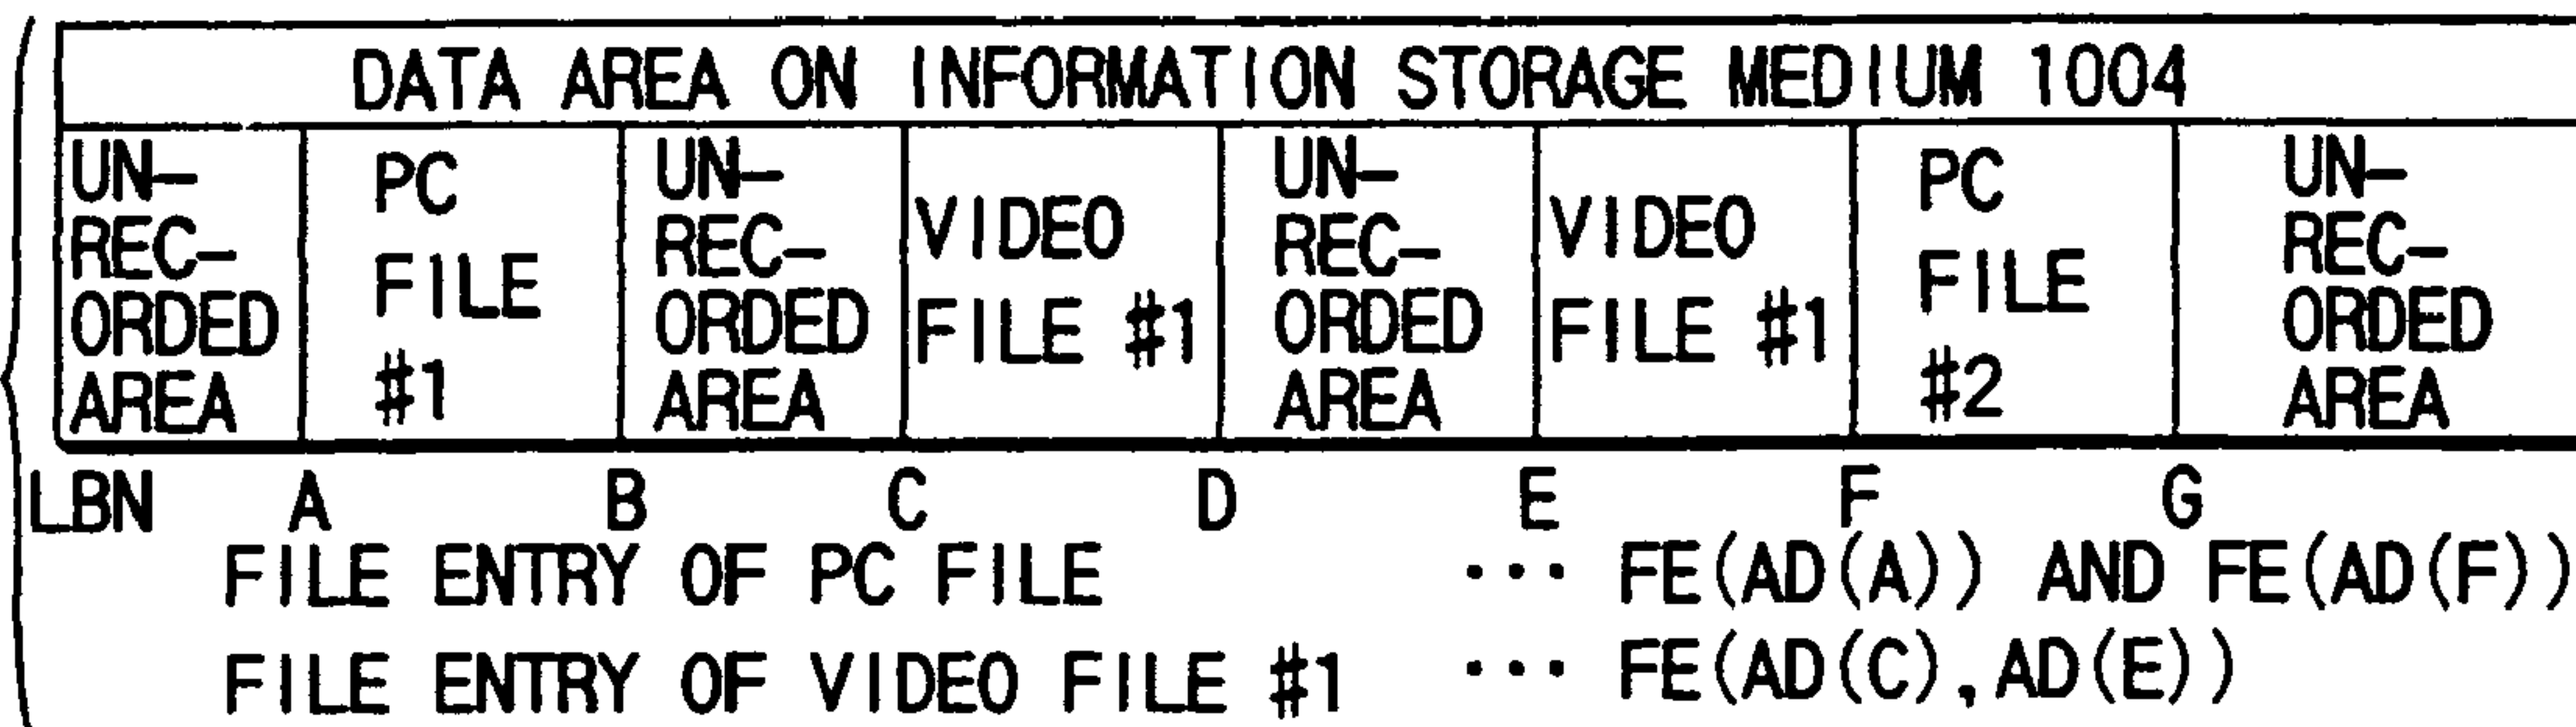 DATA AREA ON INFORMATION STORAGE MEDIUM 1004
UN-
REC-
ORDED
AREA
PC
FILE
#1
UN-
REC-
ORDED
AREA
VIDEO
FILE #1
UN-
REC-
ORDED
AREA
VIDEO
FILE #1
PC
FILE
#2
UN-
REC-
ORDED
AREA
LBN A B C D E F G
FILE ENTRY OF PC FILE ··· FE(AD(A)) AND FE(AD(F))
FILE ENTRY OF VIDEO FILE #1 ··· FE(AD(C),AD(E))